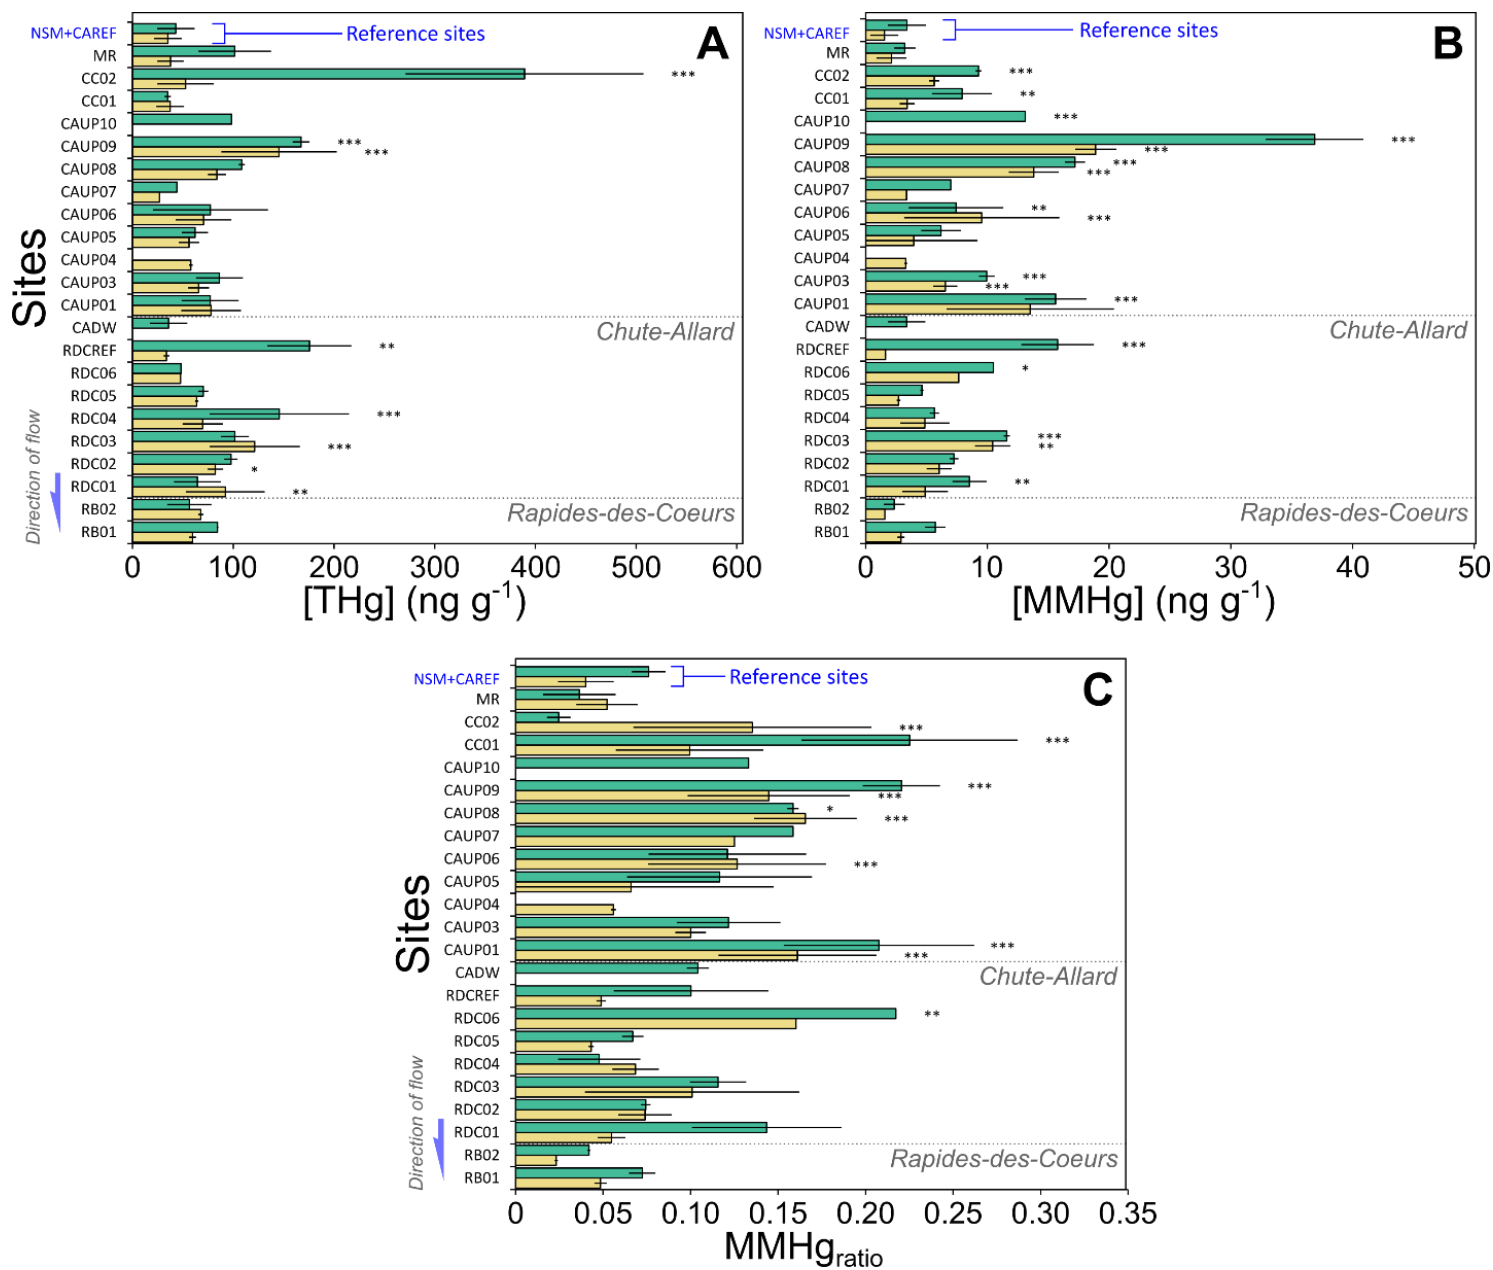 A
NSM+CAREF
Reference sites
MR
CC02
***
CC01
CAUP10
CAUP09
***
***
CAUP08
CAUP07
CAUP06
CAUP05
CAUP04
CAUP03
CAUP01
CADW
Chute-Allard
RDCREF
**
RDC06
RDC05
RDC04
***
RDC03
***
RDC02
*
RDC01
**
RB02
Rapides-des-Coeurs
RB01
Sites
Direction of flow
0 100 200 300 400 500 600
[THg] (ng g-1)
B
NSM+CAREF
Reference sites
MR
CC02
***
CC01
**
CAUP10
***
CAUP09
***
***
CAUP08
***
***
CAUP07
CAUP06
**
***
CAUP05
CAUP04
CAUP03
***
***
CAUP01
***
CADW
Chute-Allard
RDCREF
***
RDC06
*
RDC05
RDC04
RDC03
***
**
RDC02
RDC01
**
RB02
Rapides-des-Coeurs
RB01
0 10 20 30 40 50
[MMHg] (ng g-1)
C
NSM+CAREF
Reference sites
MR
CC02
***
CC01
***
CAUP10
CAUP09
***
***
CAUP08
*
***
CAUP07
CAUP06
***
CAUP05
CAUP04
CAUP03
CAUP01
***
***
CADW
Chute-Allard
RDCREF
RDC06
**
RDC05
RDC04
RDC03
RDC02
RDC01
RB02
Rapides-des-Coeurs
RB01
Sites
Direction of flow
0 0.05 0.10 0.15 0.20 0.25 0.30 0.35
MMHgratio